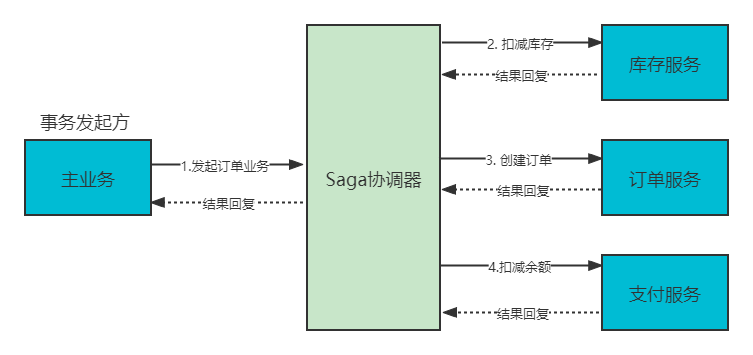 事务发起方
主业务
1.发起订单业务
结果回复
Saga协调器
2. 扣减库存
结果回复
库存服务
3. 创建订单
结果回复
订单服务
4.扣减余额
结果回复
支付服务